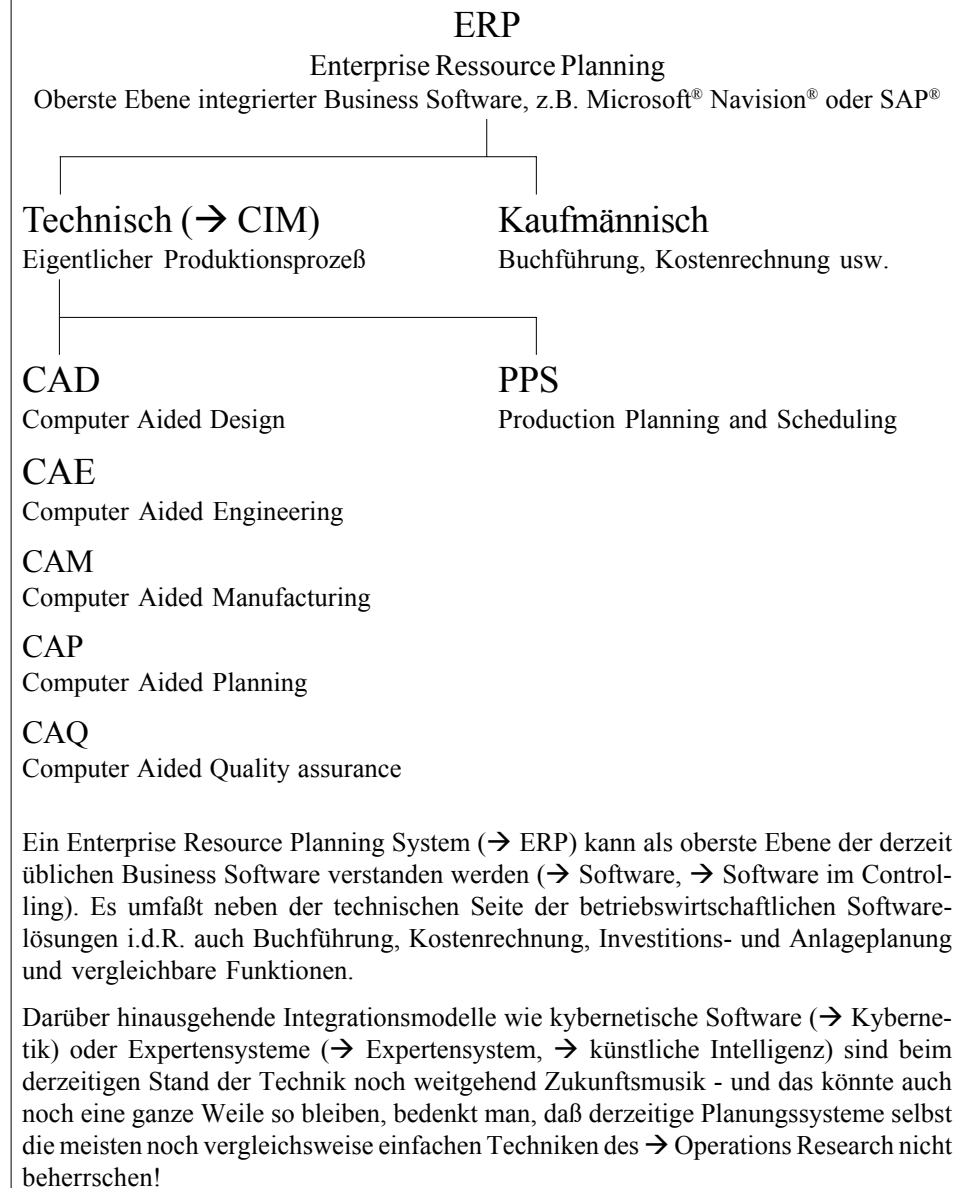 ERP
Enterprise Ressource Planning
Oberste Ebene integrierter Business Software, z.B. Microsoft® Navision® oder SAP®
Technisch (→ CIM) Kaufmännisch
Eigentlicher Produktionsprozeß Buchführung, Kostenrechnung usw.
CAD PPS
Computer Aided Design Production Planning and Scheduling
CAE
Computer Aided Engineering
CAM
Computer Aided Manufacturing
CAP
Computer Aided Planning
CAQ
Computer Aided Quality assurance
Ein Enterprise Resource Planning System (→ ERP) kann als oberste Ebene der derzeit
üblichen Business Software verstanden werden (→ Software, → Software im Control-
ling). Es umfaßt neben der technischen Seite der betriebswirtschaftlichen Software-
lösungen i.d.R. auch Buchführung, Kostenrechnung, Investitions- und Anlageplanung
und vergleichbare Funktionen.
Darüber hinausgehende Integrationsmodelle wie kybernetische Software (→ Kyberne-
tik) oder Expertensysteme (→ Expertensystem, → künstliche Intelligenz) sind beim
derzeitigen Stand der Technik noch weitgehend Zukunftsmusik - und das könnte auch
noch eine ganze Weile so bleiben, bedenkt man, daß derzeitige Planungssysteme selbst
die meisten noch vergleichsweise einfachen Techniken des → Operations Research nicht
beherrschen!